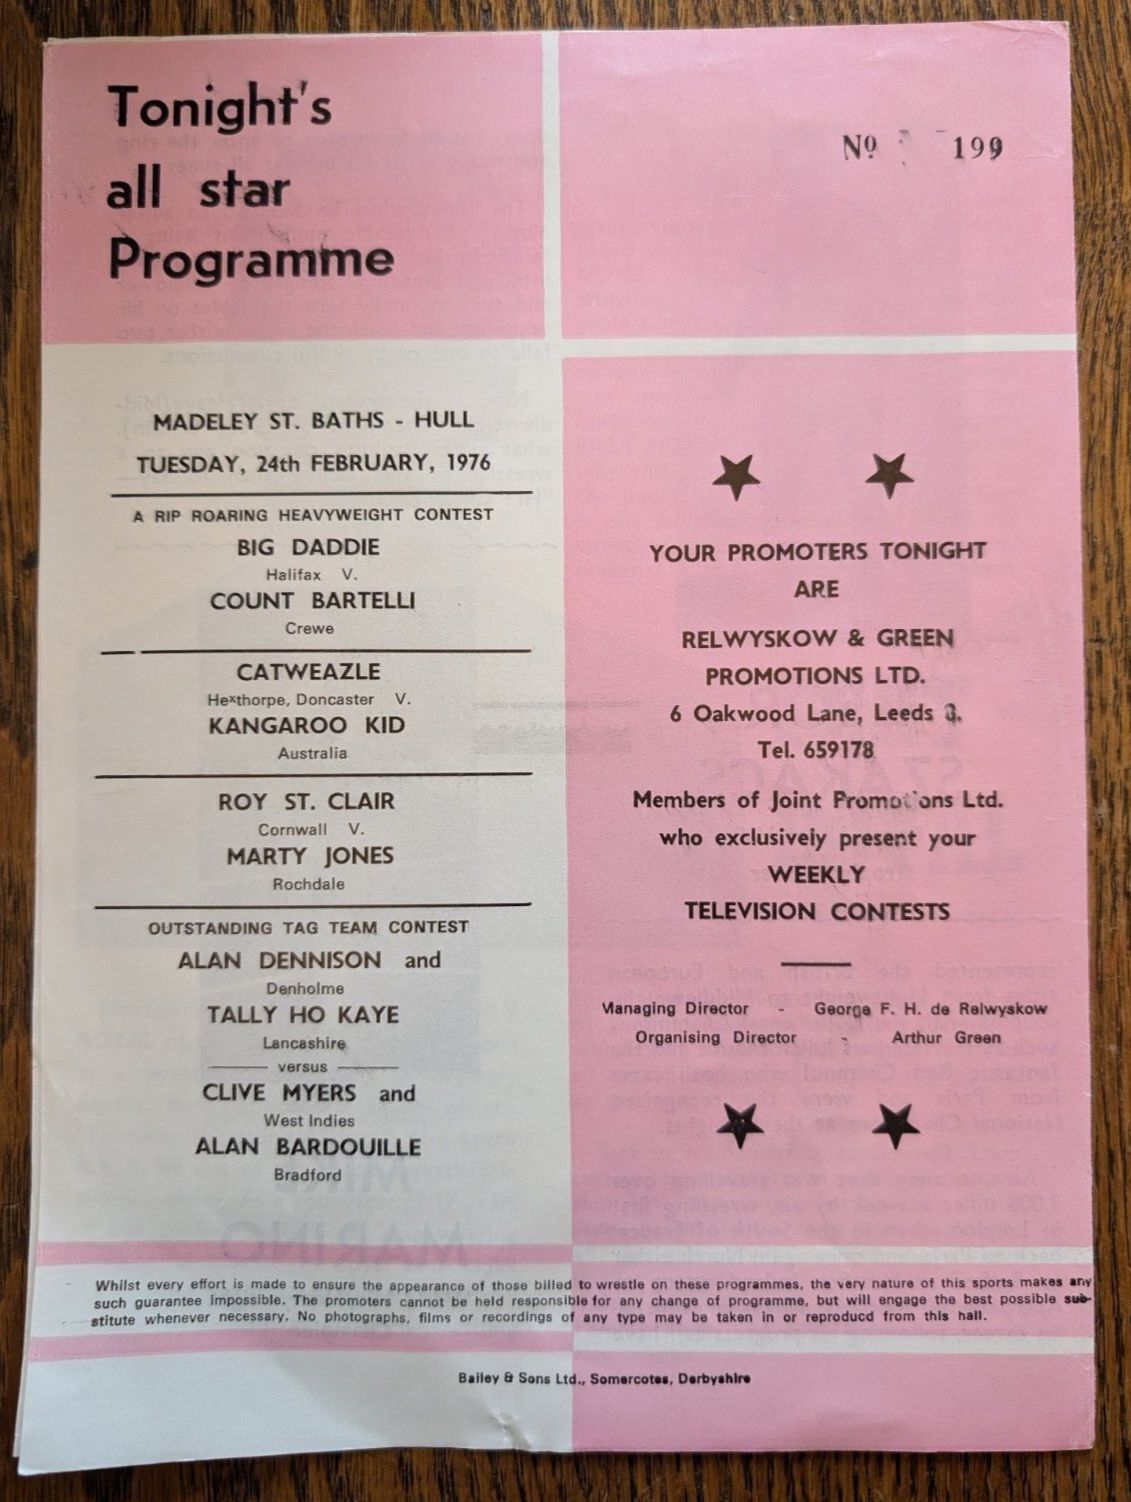 Tonight's
all star
Programme
Nº 199
MADELEY ST. BATHS - HULL
TUESDAY, 24th FEBRUARY, 1976
A RIP ROARING HEAVYWEIGHT CONTEST
BIG DADDIE
Halifax V.
COUNT BARTELLI
Crewe
CATWEAZLE
Hexthorpe, Doncaster V.
KANGAROO KID
Australia
ROY ST. CLAIR
Cornwall V.
MARTY JONES
Rochdale
OUTSTANDING TAG TEAM CONTEST
ALAN DENNISON and
Denholme
TALLY HO KAYE
Lancashire
versus
CLIVE MYERS and
West Indies
ALAN BARDOUILLE
Bradford
YOUR PROMOTERS TONIGHT
ARE
RELWYSKOW & GREEN
PROMOTIONS LTD.
6 Oakwood Lane, Leeds
Tel. 659178
Members of Joint Promotions Ltd.
who exclusively present your
WEEKLY
TELEVISION CONTESTS
Managing Director - George F. H. de Relwyskow
Organising Director - Arthur Green
Whilst every effort is made to ensure the appearance of those billed to wrestle on these programmes, the very nature of this sports makes any
such guarantee impossible. The promoters cannot be held responsible for any change of programme, but will engage the best possible sub-
stitute whenever necessary. No photographs, films or recordings of any type may be taken in or reproducd from this hall.
Bailey & Sons Ltd., Somercotes, Derbyshire